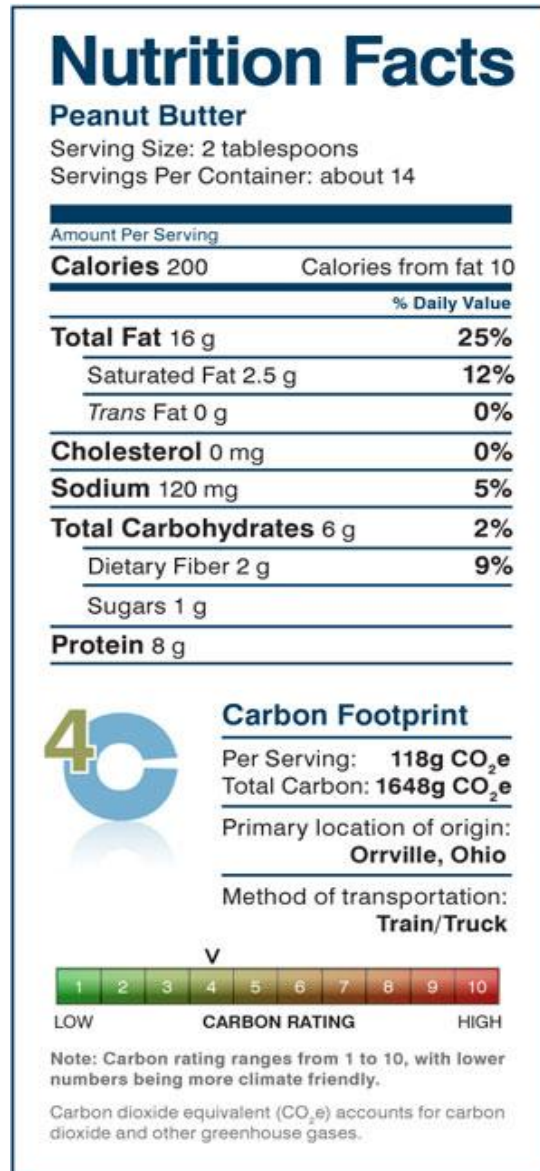 Nutrition Facts
Peanut Butter
Serving Size: 2 tablespoons
Servings Per Container: about 14
Amount Per Serving
Calories 200 Calories from fat 10
% Daily Value
Total Fat 16 g 25%
Saturated Fat 2.5 g 12%
Trans Fat 0 g 0%
Cholesterol 0 mg 0%
Sodium 120 mg 5%
Total Carbohydrates 6 g 2%
Dietary Fiber 2 g 9%
Sugars 1 g
Protein 8 g
4C
Carbon Footprint
Per Serving: 118g CO₂e
Total Carbon: 1648g CO₂e
Primary location of origin:
Orrville, Ohio
Method of transportation:
Train/Truck
V
1 2 3 4 5 6 7 8 9 10
LOW CARBON RATING HIGH
Note: Carbon rating ranges from 1 to 10, with lower
numbers being more climate friendly.
Carbon dioxide equivalent (CO₂e) accounts for carbon
dioxide and other greenhouse gases.